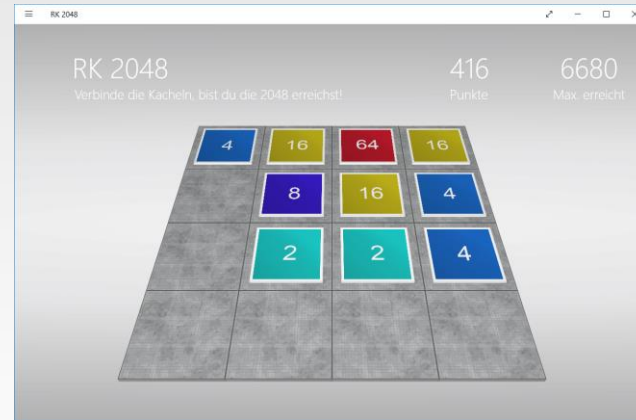 RK 2048
RK 2048
416
6680
Verbinde die Kacheln, bist du die 2048 erreichst!
Punkte
Max. erreicht
4 16 64 16
8 16 4
2 2 4